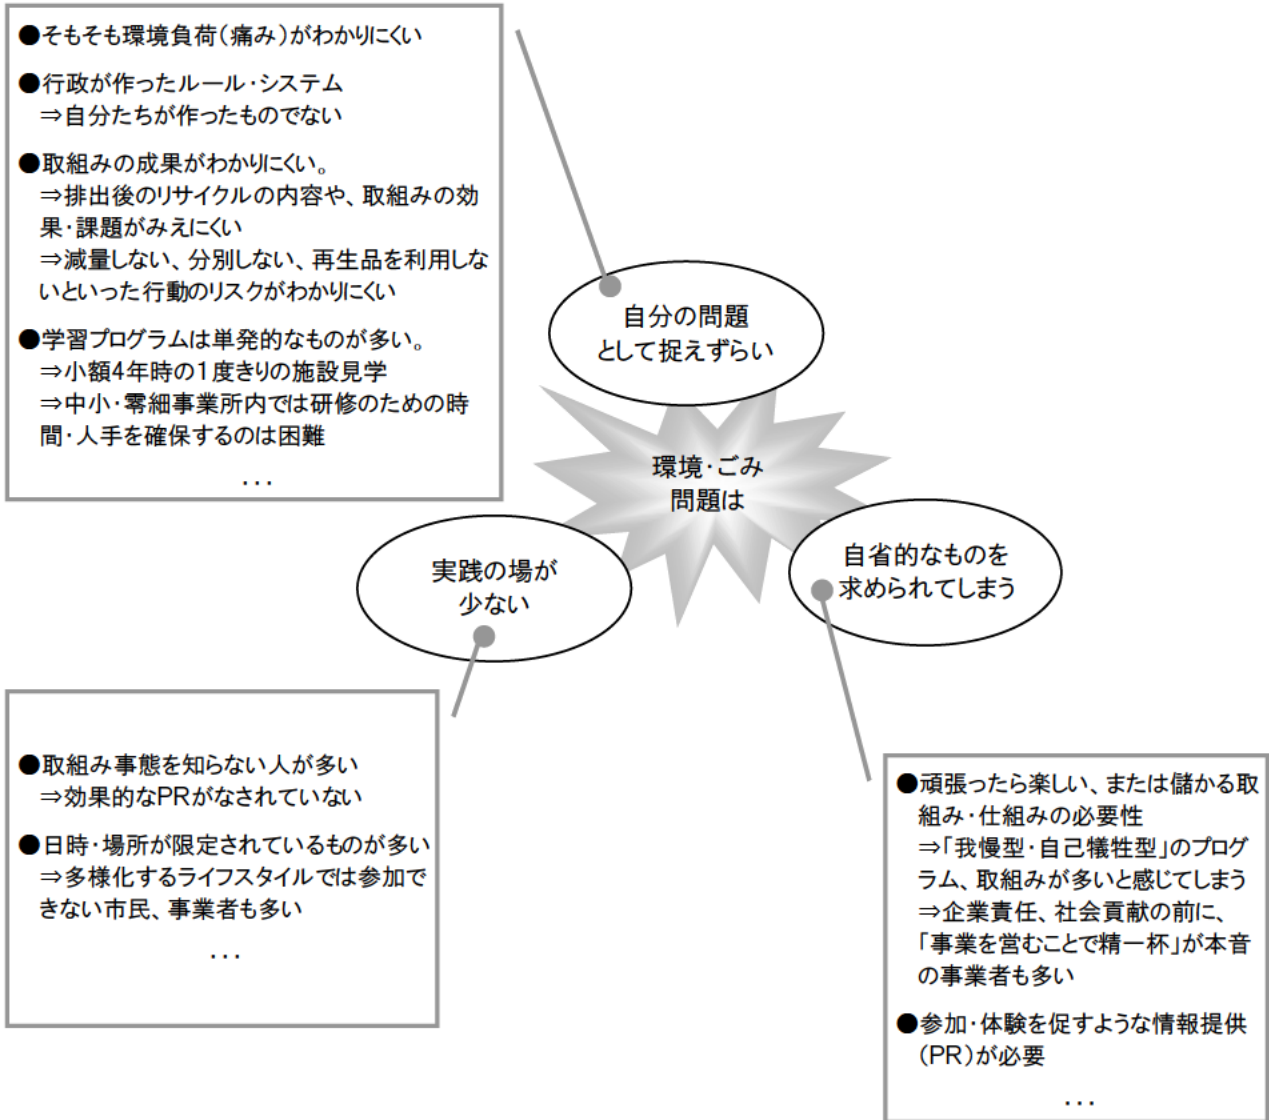 ●そもそも環境負荷(痛み)がわかりにくい
●行政が作ったルール・システム
⇒自分たちが作ったものでない
●取組みの成果がわかりにくい。
⇒排出後のリサイクルの内容や、取組みの効
果・課題がみえにくい
⇒減量しない、分別しない、再生品を利用しな
いといった行動のリスクがわかりにくい
●学習プログラムは単発的なものが多い。
⇒小額4年時の1度きりの施設見学
⇒中小・零細事業所内では研修のための時
間・人手を確保するのは困難
...
自分の問題
として捉えずらい
環境・ごみ
問題は
実践の場が
少ない
自省的なものを
求められてしまう
●取組み事態を知らない人が多い
⇒効果的なPRがなされていない
●日時・場所が限定されているものが多い
⇒多様化するライフスタイルでは参加で
きない市民、事業者も多い
...
●頑張ったら楽しい、または儲かる取
組み・仕組みの必要性
⇒「我慢型・自己犠牲型」のプログ
ラム、取組みが多いと感じてしまう
⇒企業責任、社会貢献の前に、
「事業を営むことで精一杯」が本音
の事業者も多い
●参加・体験を促すような情報提供
(PR)が必要
...